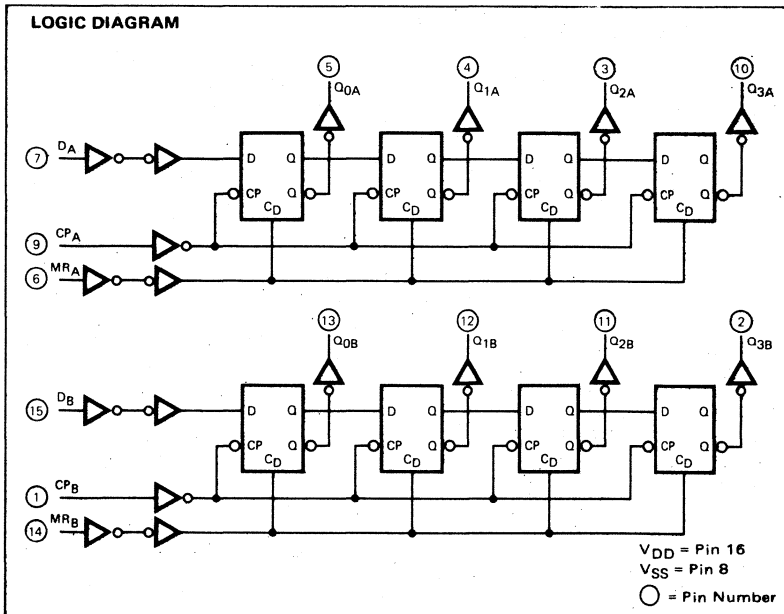 LOGIC DIAGRAM
5 4 3 10
Q0A Q1A Q2A Q3A
7 DA
D Q D Q D Q D
CP Q CP Q CP Q CP Q
CD CD CD CD
9 CPA
6 MRA
13 12 11 2
Q0B Q1B Q2B Q3B
15 DB
D Q D Q D Q D
CP Q CP Q CP Q CP Q
CD CD CD CD
1 CPB
14 MRB
VDD = Pin 16
VSS = Pin 8
= Pin Number